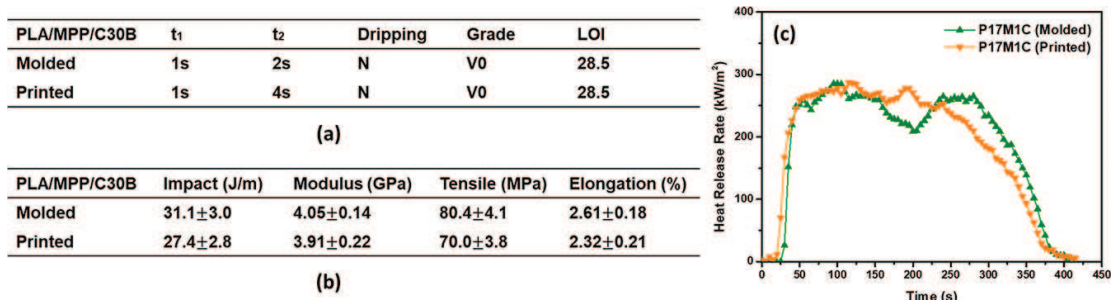 PLA/MPP/C30B t₁ t₂ Dripping Grade LOI
Molded 1s 2s N V0 28.5
Printed 1s 4s N V0 28.5
(a)
PLA/MPP/C30B Impact (J/m) Modulus (GPa) Tensile (MPa) Elongation (%)
Molded 31.1±3.0 4.05±0.14 80.4±4.1 2.61±0.18
Printed 27.4±2.8 3.91±0.22 70.0±3.8 2.32±0.21
(b)
(c)
P17M1C (Molded)
P17M1C (Printed)
Heat Release Rate (kW/m²)
400
300
200
100
0
0 50 100 150 200 250 300 350 400 450
Time (s)